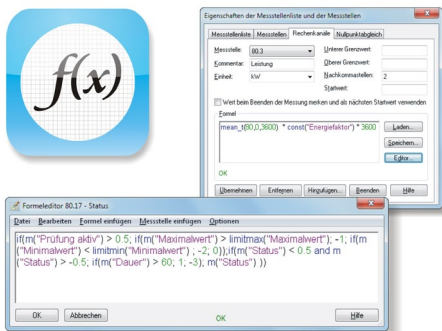 f(x)
Eigenschaften der Messstellenliste und der Messstellen
Messstellenliste Messstellen Rechenkanäle Nullpunktabgleich
Messstelle: 80.3 Unterer Grenzwert:
Kommentar: Leistung Oberer Grenzwert:
Einheit: kW Nachkommastellen: 2
Startwert:
Wert beim Beenden der Messung merken und als nächsten Startwert verwenden
Formel
mean_t(80,0,3600) * const("Energiefaktor") * 3600
Laden...
Speichern...
Editor...
OK
Übernehmen Entfernen Hinzufügen... Beenden Hilfe
Formeleditor 80.17 - Status
Datei Bearbeiten Formel einfügen Messstelle einfügen Optionen
if(m("Prüfung aktiv") > 0.5; if(m("Maximalwert") > limitmax("Maximalwert"); -1; if(m
("Minimalwert") < limitmin("Minimalwert") ; -2; 0));if(m("Status") < 0.5 and m
("Status") > -0.5; if(m("Dauer") > 60; 1; -3); m("Status") ))
OK Abbrechen OK Hilfe